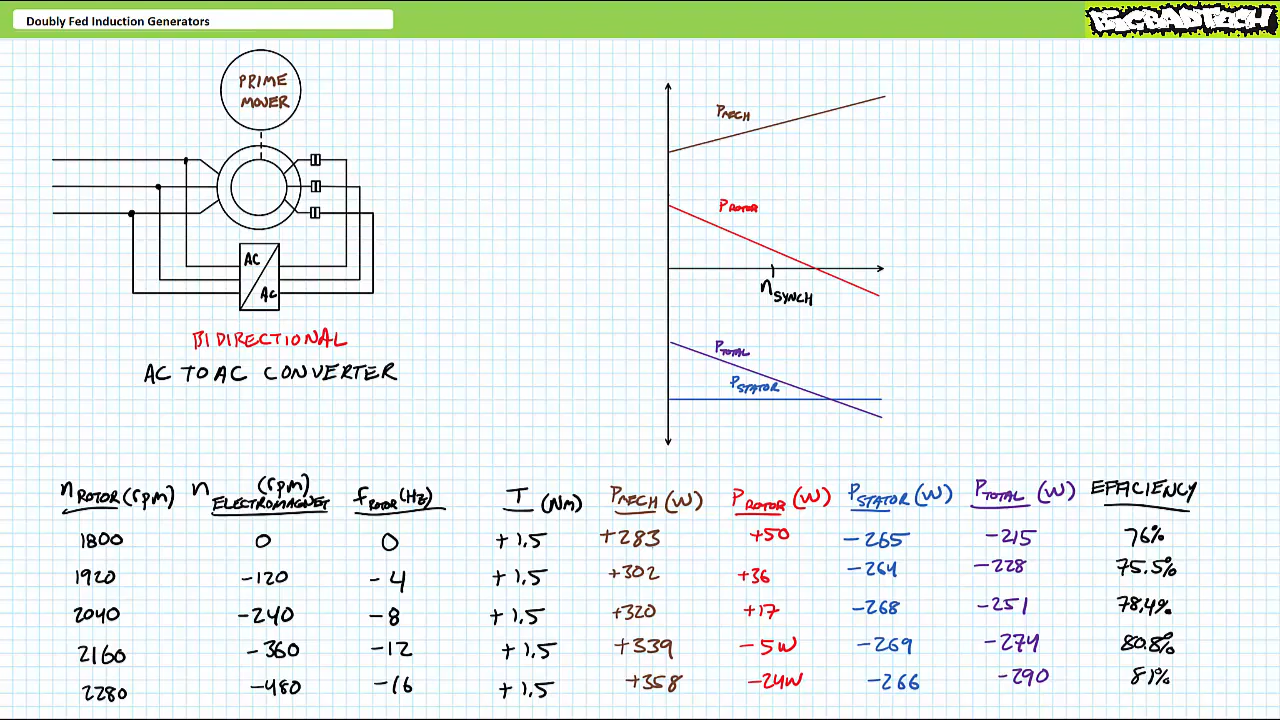 Doubly Fed Induction Generators
BIGBADTECH
PRIME
MOVER
AC
AC
BIDIRECTIONAL
AC TO AC CONVERTER
PMECH
PROTOR
nSYNCH
PTOTAL
PSTATOR
nROTOR (rpm) nELECTROMAGNET (rpm) fROTOR (Hz) T (Nm) PMECH (W) PROTOR (W) PSTATOR (W) PTOTAL (W) EFFICIENCY
1800 0 0 +1.5 +283 +50 -265 -215 76%
1920 -120 -4 +1.5 +302 +36 -264 -228 75.5%
2040 -240 -8 +1.5 +320 +17 -268 -251 78.4%
2160 -360 -12 +1.5 +339 -5W -269 -274 80.8%
2280 -480 -16 +1.5 +358 -24W -266 -290 81%